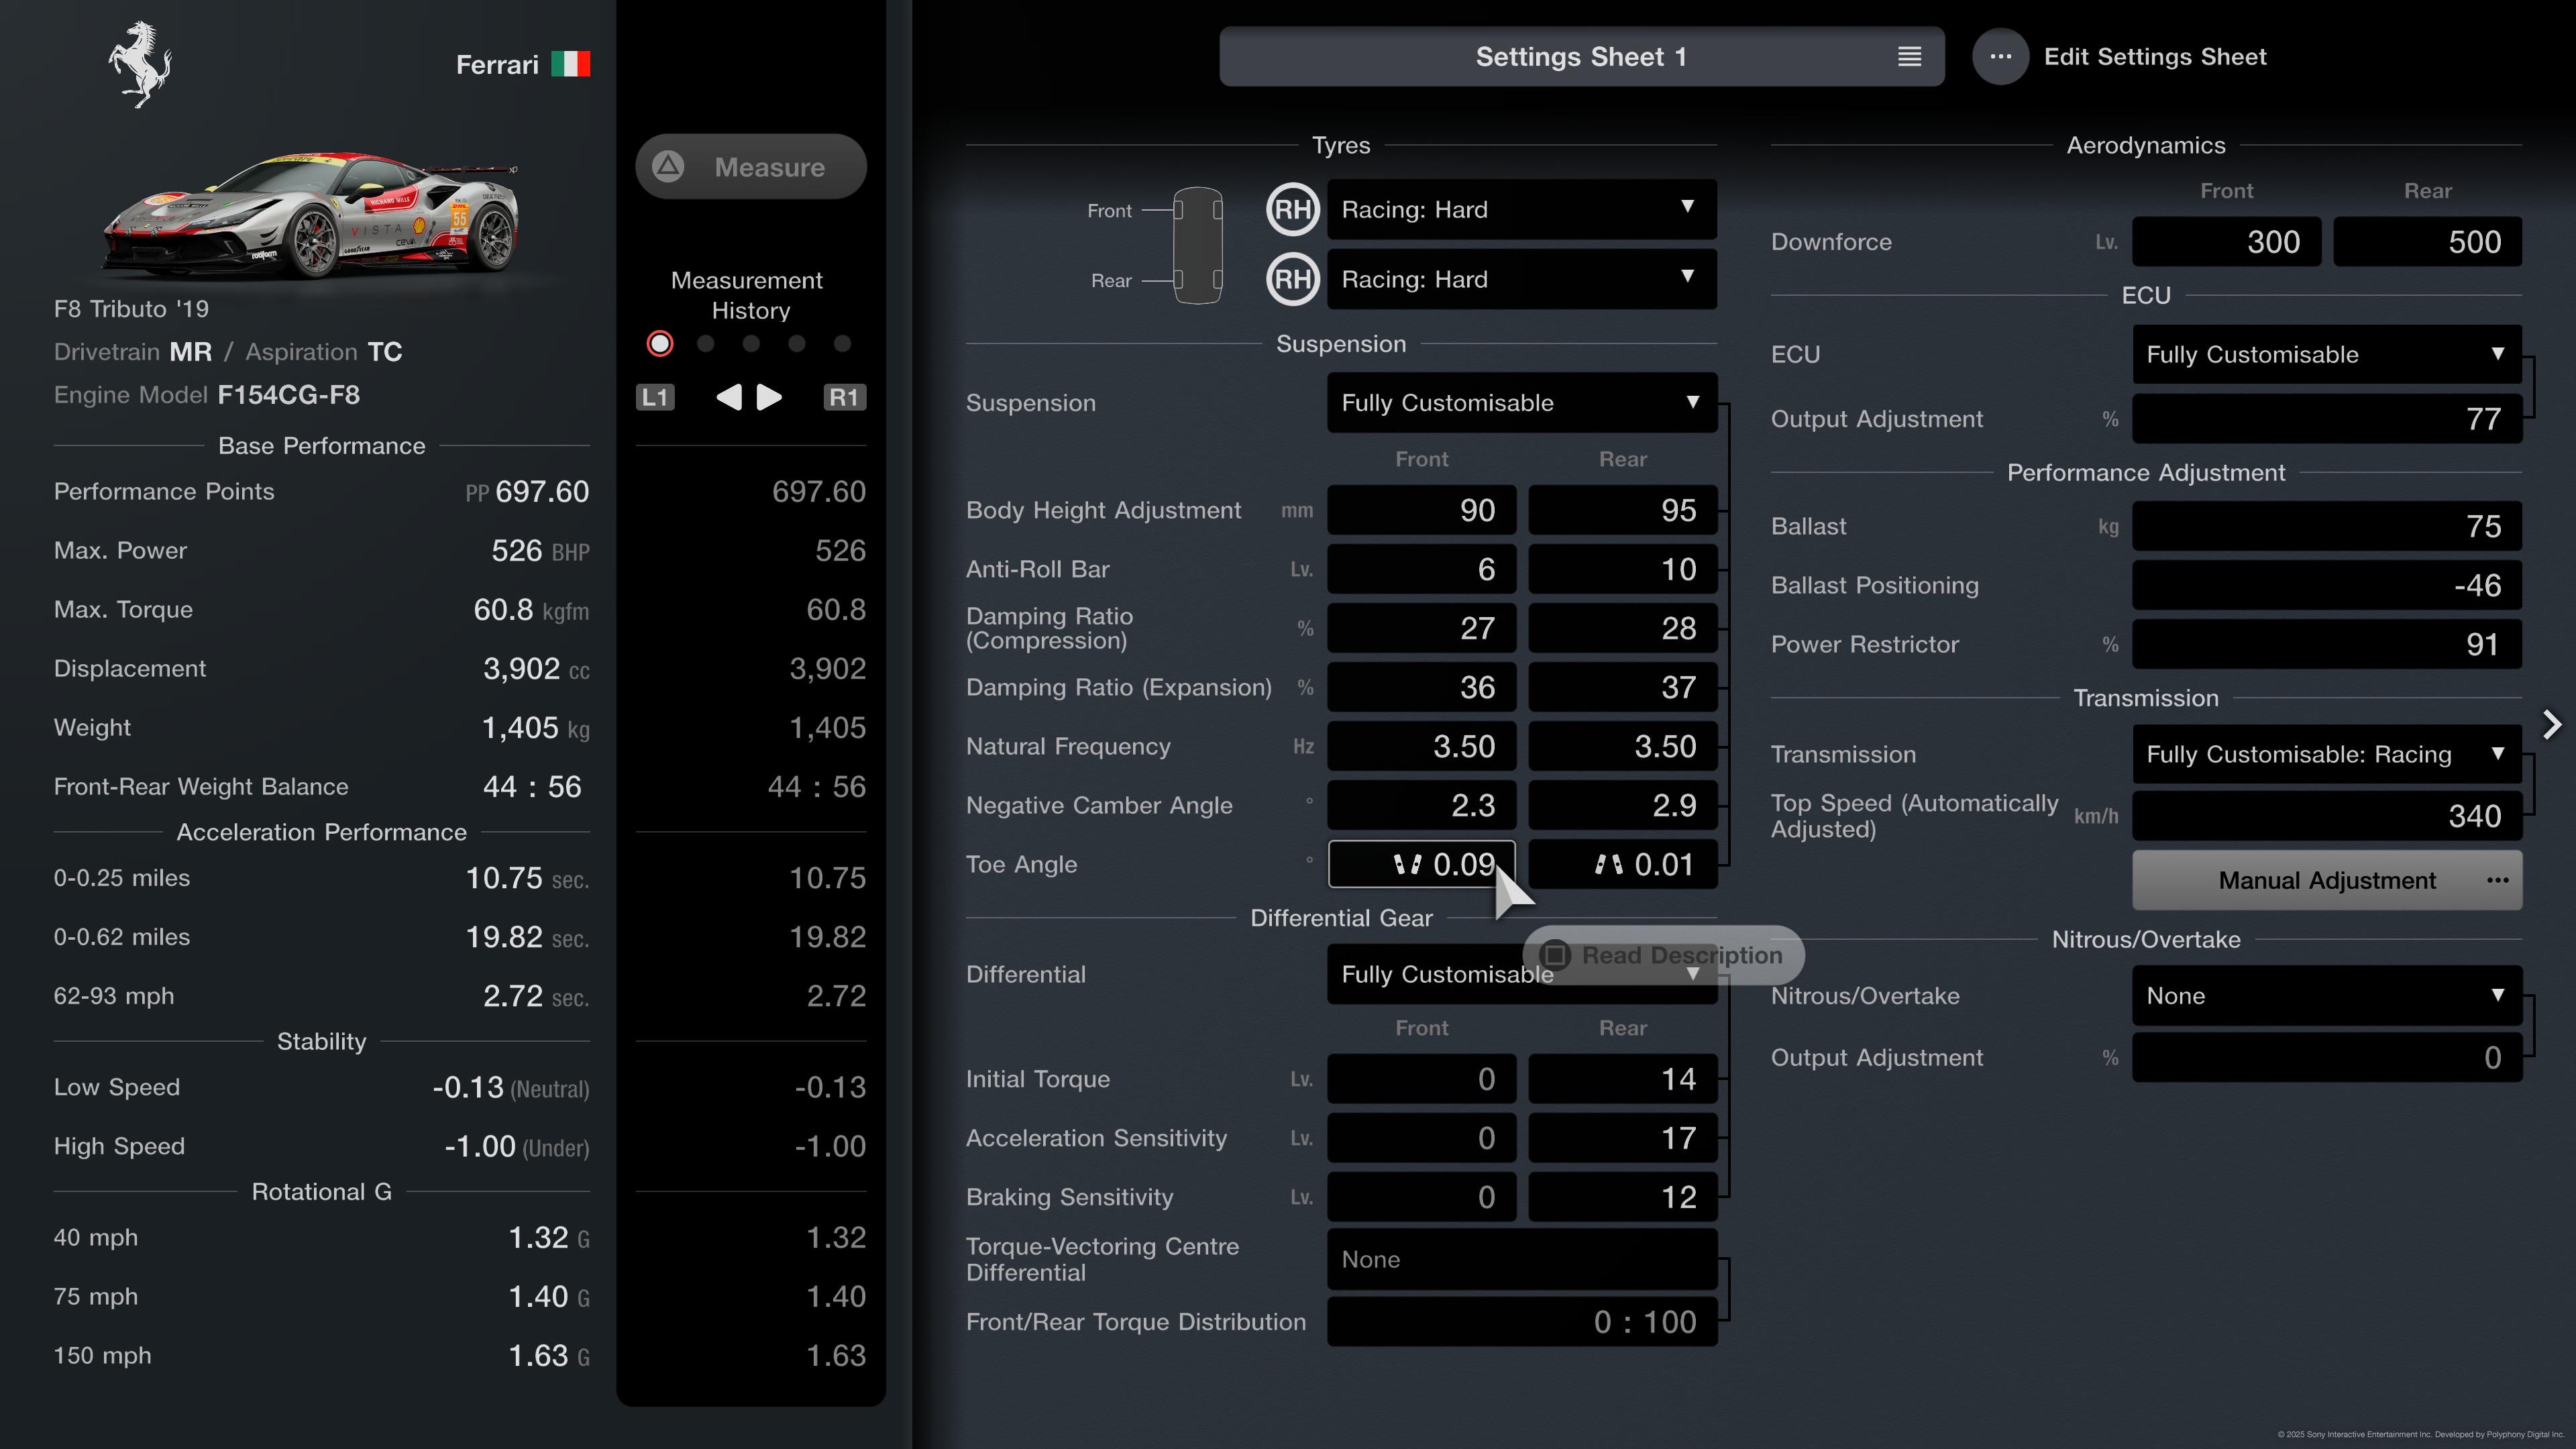 Ferrari
F8 Tributo '19
Drivetrain MR / Aspiration TC
Engine Model F154CG-F8
Base Performance
Performance Points PP 697.60
Max. Power 526 BHP
Max. Torque 60.8 kgfm
Displacement 3,902 cc
Weight 1,405 kg
Front-Rear Weight Balance 44 : 56
Acceleration Performance
0-0.25 miles 10.75 sec.
0-0.62 miles 19.82 sec.
62-93 mph 2.72 sec.
Stability
Low Speed -0.13 (Neutral)
High Speed -1.00 (Under)
Rotational G
40 mph 1.32 G
75 mph 1.40 G
150 mph 1.63 G
Measure
Measurement
History
L1 R1
697.60
526
60.8
3,902
1,405
44 : 56
10.75
19.82
2.72
-0.13
-1.00
1.32
1.40
1.63
Settings Sheet 1
Edit Settings Sheet
Tyres
Front RH Racing: Hard
Rear RH Racing: Hard
Suspension
Suspension Fully Customisable
Front Rear
Body Height Adjustment mm 90 95
Anti-Roll Bar Lv. 6 10
Damping Ratio
(Compression) % 27 28
Damping Ratio (Expansion) % 36 37
Natural Frequency Hz 3.50 3.50
Negative Camber Angle ° 2.3 2.9
Toe Angle ° 0.09 0.01
Differential Gear
Differential Fully Customisable
Read Description
Front Rear
Initial Torque Lv. 0 14
Acceleration Sensitivity Lv. 0 17
Braking Sensitivity Lv. 0 12
Torque-Vectoring Centre
Differential None
Front/Rear Torque Distribution 0 : 100
Aerodynamics
Front Rear
Downforce Lv. 300 500
ECU
ECU Fully Customisable
Output Adjustment % 77
Performance Adjustment
Ballast kg 75
Ballast Positioning -46
Power Restrictor % 91
Transmission
Transmission Fully Customisable: Racing
Top Speed (Automatically
Adjusted) km/h 340
Manual Adjustment
Nitrous/Overtake
Nitrous/Overtake None
Output Adjustment % 0
© 2025 Sony Interactive Entertainment Inc. Developed by Polyphony Digital Inc.
VISTA
RICHARD MILLE
55
rotiform
CEVA
DHL